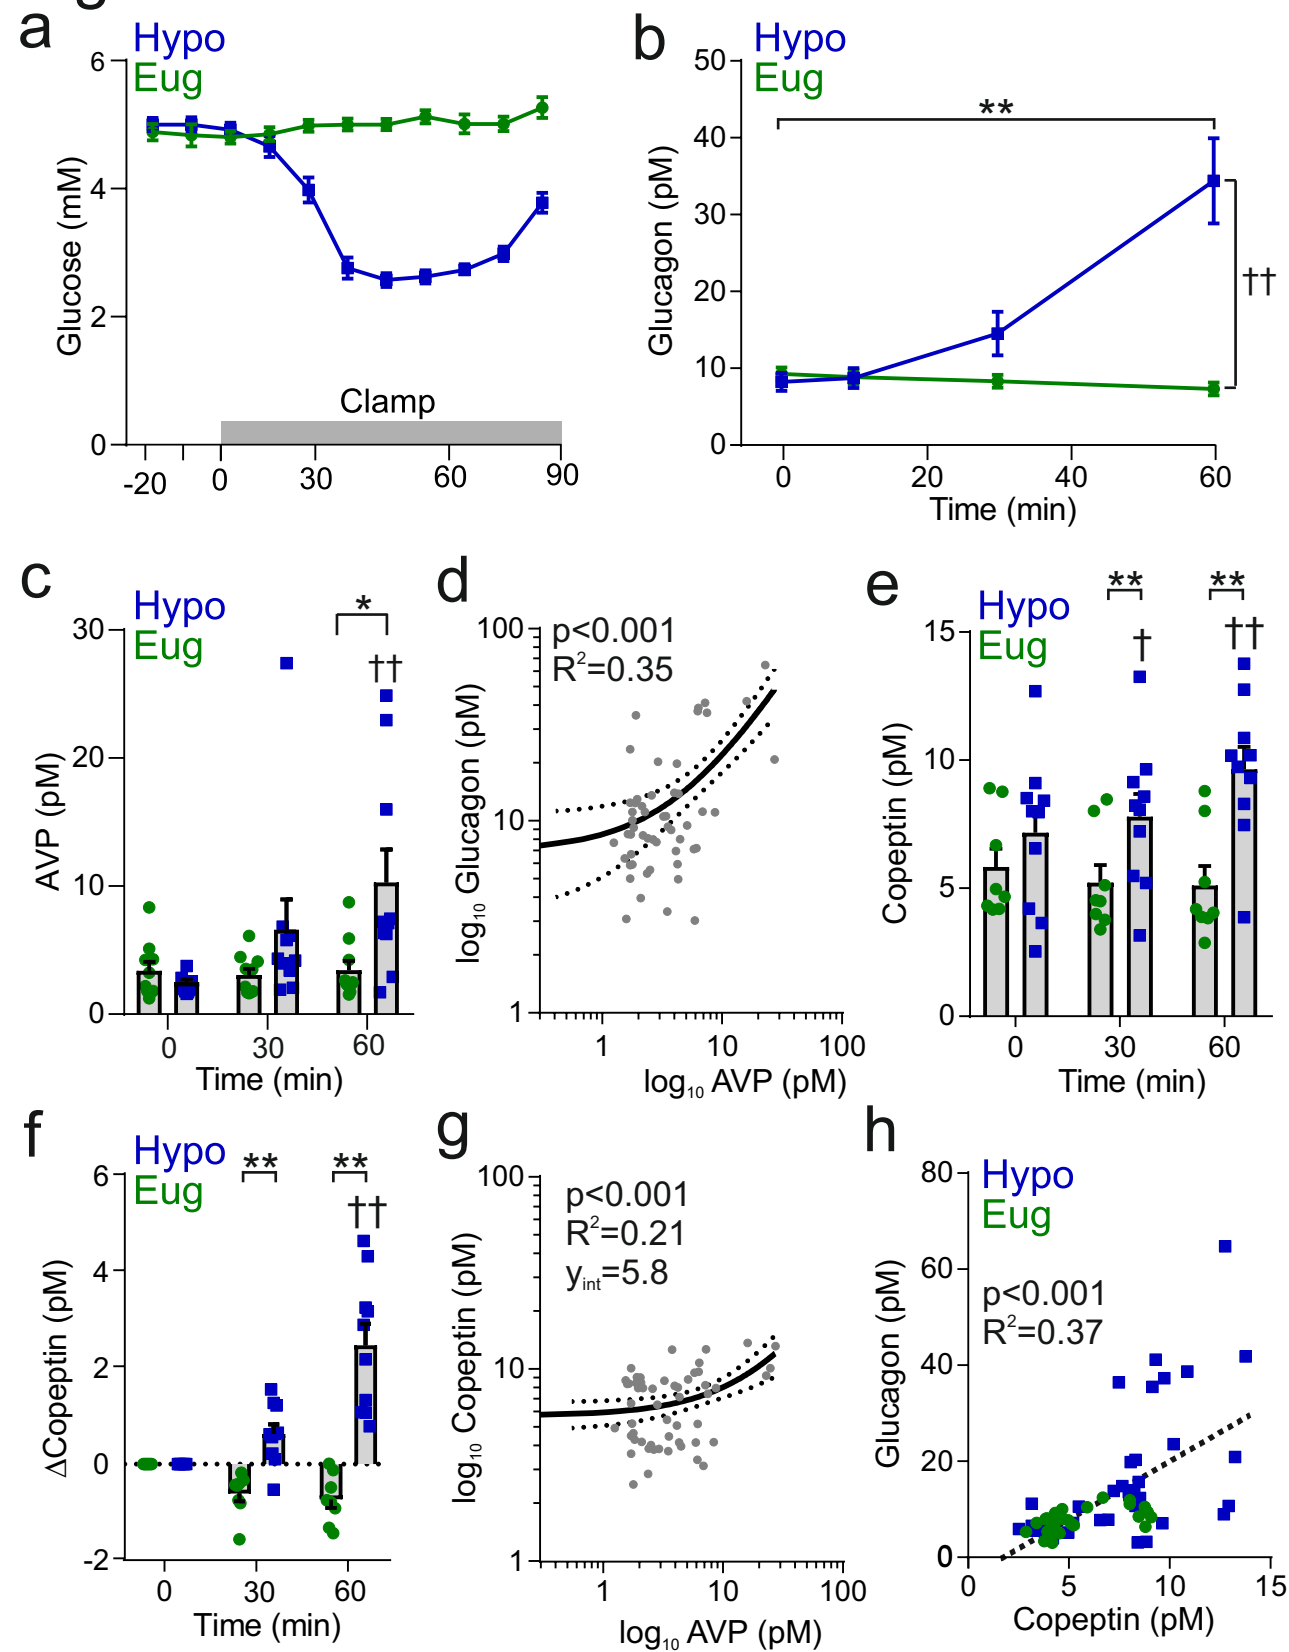 a
Hypo
Eug
6
4
2
0
Glucose (mM)
Clamp
-20
0
30
60
90
b
Hypo
Eug
**
††
50
40
30
20
10
0
Glucagon (pM)
0
20
40
60
Time (min)
c
Hypo
Eug
*
††
30
20
10
0
AVP (pM)
0
30
60
Time (min)
d
p<0.001
R²=0.35
100
10
1
log₁₀ Glucagon (pM)
1
10
100
log₁₀ AVP (pM)
e
Hypo
Eug
**
**
†
††
15
10
5
0
Copeptin (pM)
0
30
60
Time (min)
f
Hypo
Eug
**
**
††
6
4
2
0
-2
ΔCopeptin (pM)
0
30
60
Time (min)
g
p<0.001
R²=0.21
yᵢₙₜ=5.8
100
10
1
log₁₀ Copeptin (pM)
1
10
100
log₁₀ AVP (pM)
h
Hypo
Eug
p<0.001
R²=0.37
80
60
40
20
0
Glucagon (pM)
0
5
10
15
Copeptin (pM)